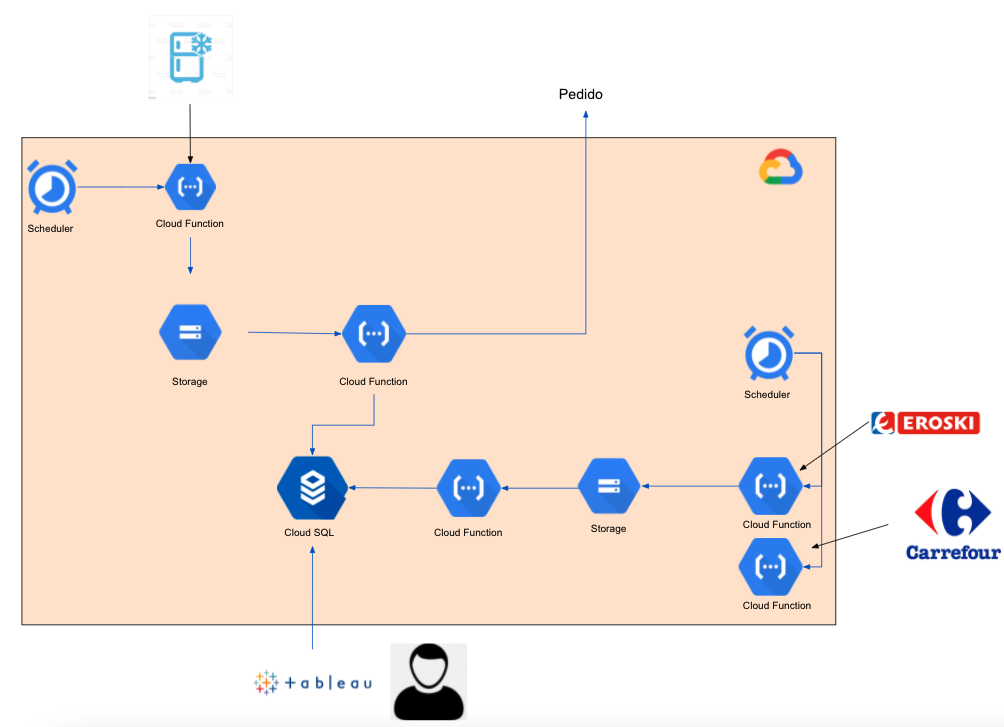 Pedido
Scheduler
Cloud Function
Storage
Cloud Function
Scheduler
EROSKI
Cloud SQL
Cloud Function
Storage
Cloud Function
Carrefour
Cloud Function
+ableau